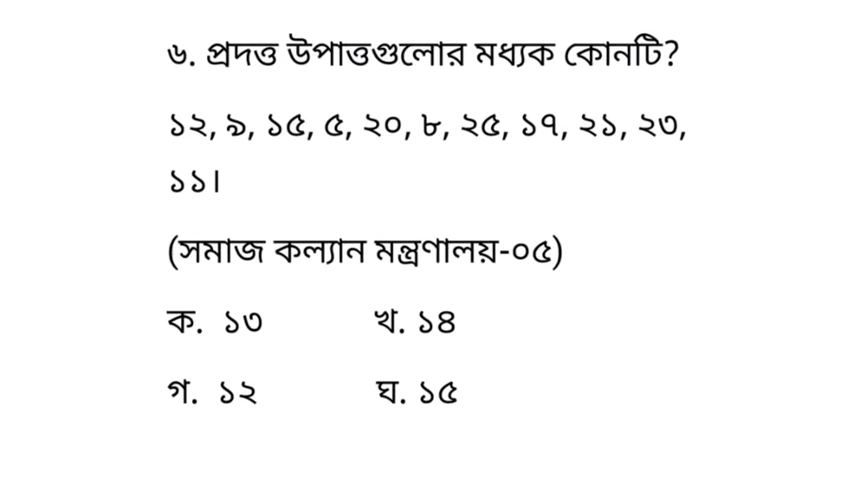 ৬. প্রদত্ত উপাত্তগুলোর মধ্যক কোনটি?
১২, ৯, ১৫, ৫, ২০, ৮, ২৫, ১৭, ২১, ২৩,
১১।
(সমাজ কল্যান মন্ত্রণালয়-০৫)
ক. ১৩ খ. ১৪
গ. ১২ ঘ. ১৫